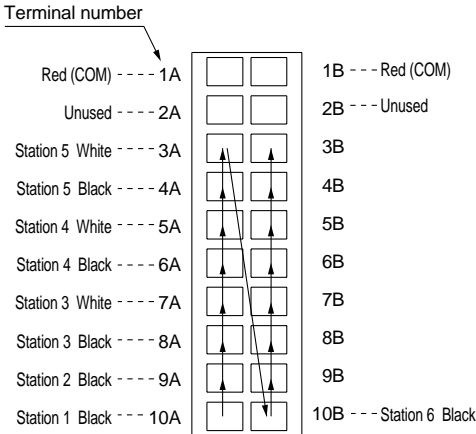 Terminal number
Red (COM) ---- 1A 1B --- Red (COM)
Unused ---- 2A 2B --- Unused
Station 5 White ---- 3A 3B
Station 5 Black ---- 4A 4B
Station 4 White ---- 5A 5B
Station 4 Black ---- 6A 6B
Station 3 White ---- 7A 7B
Station 3 Black ---- 8A 8B
Station 2 Black ---- 9A 9B
Station 1 Black --- 10A 10B --- Station 6 Black